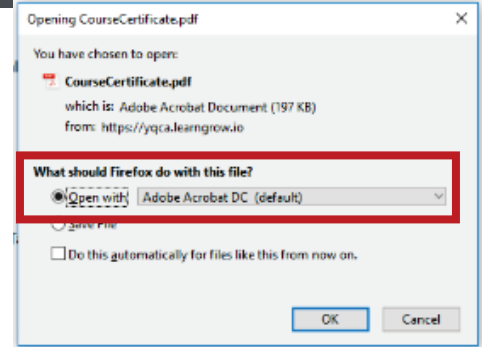 Opening CourseCertificate.pdf
You have chosen to open:
CourseCertificate.pdf
which is: Adobe Acrobat Document (197 KB)
from: https://yqca.learngrow.io
What should Firefox do with this file?
Open with Adobe Acrobat DC (default)
Save File
Do this automatically for files like this from now on.
OK Cancel